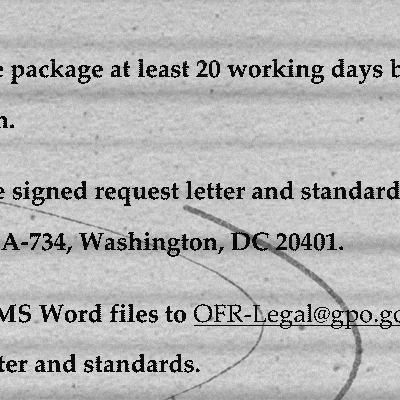 package at least 20 working days
n.
signed request letter and standard
A-734, Washington, DC 20401.
MS Word files to OFR-Legal@gpo.go
ter and standards.